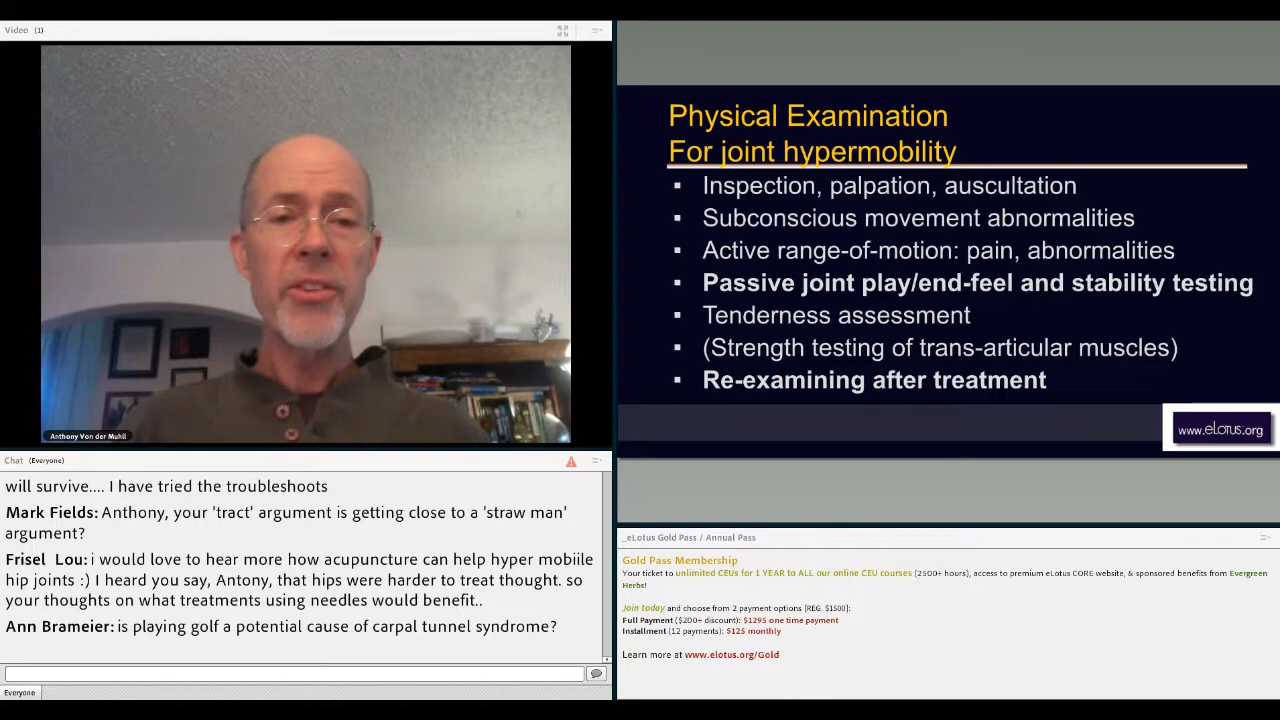 Video (1)
Anthony Von der Muhll
Chat (Everyone)
will survive.... I have tried the troubleshoots
Mark Fields: Anthony, your 'tract' argument is getting close to a 'straw man'
argument?
Frisel Lou: i would love to hear more how acupuncture can help hyper mobiile
hip joints :) I heard you say, Antony, that hips were harder to treat thought. so
your thoughts on what treatments using needles would benefit..
Ann Brameier: is playing golf a potential cause of carpal tunnel syndrome?
Everyone
Physical Examination
For joint hypermobility
▪ Inspection, palpation, auscultation
▪ Subconscious movement abnormalities
▪ Active range-of-motion: pain, abnormalities
▪ Passive joint play/end-feel and stability testing
▪ Tenderness assessment
▪ (Strength testing of trans-articular muscles)
▪ Re-examining after treatment
www.eLotus.org
_eLotus Gold Pass / Annual Pass
Gold Pass Membership
Your ticket to unlimited CEUs for 1 YEAR to ALL our online CEU courses (2500+ hours), access to premium eLotus CORE website, & sponsored benefits from Evergreen
Herbs!
Join today and choose from 2 payment options [REG. $1500]:
Full Payment ($200+ discount): $1295 one time payment
Installment (12 payments): $125 monthly
Learn more at www.elotus.org/Gold